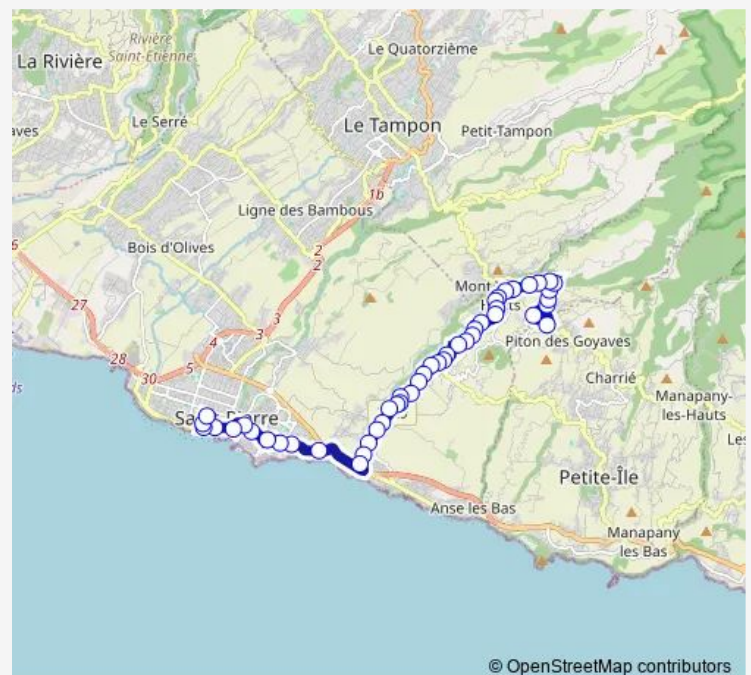 Rivière
Saint-Etienne
La Rivière
Le Quatorzième
aves
Le Serré
Le Tampon
Petit-Tampon
1b
Ligne des Bambous
2
2
Bois d'Olives
27
3
3
4
5
28
30
Piton des Goyaves
Charrié
Manapany-
les-Hauts
Petite-Île
Anse les Bas
Manapany
les Bas
© OpenStreetMap contributors